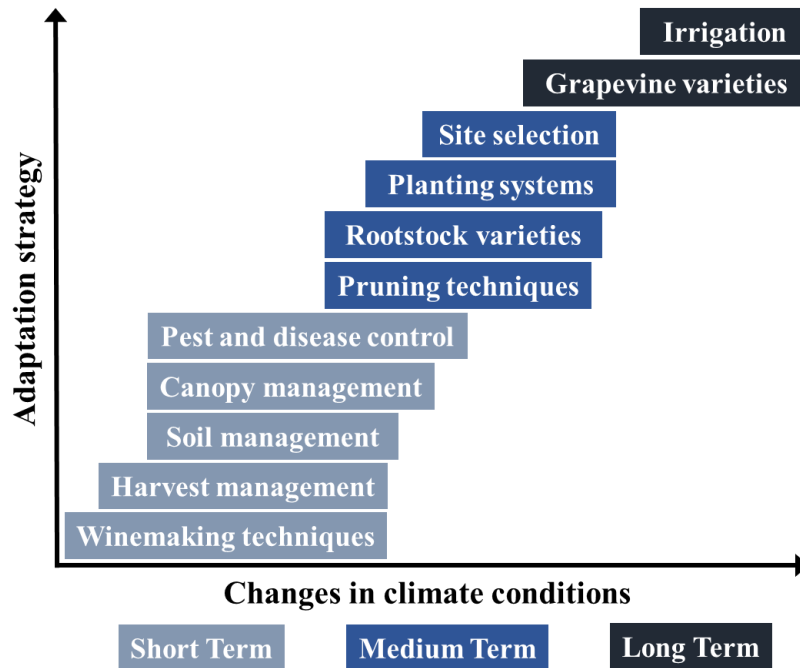 Irrigation
Grapevine varieties
Site selection
Planting systems
Rootstock varieties
Pruning techniques
Pest and disease control
Canopy management
Soil management
Harvest management
Winemaking techniques
Adaptation strategy
Changes in climate conditions
Short Term
Medium Term
Long Term